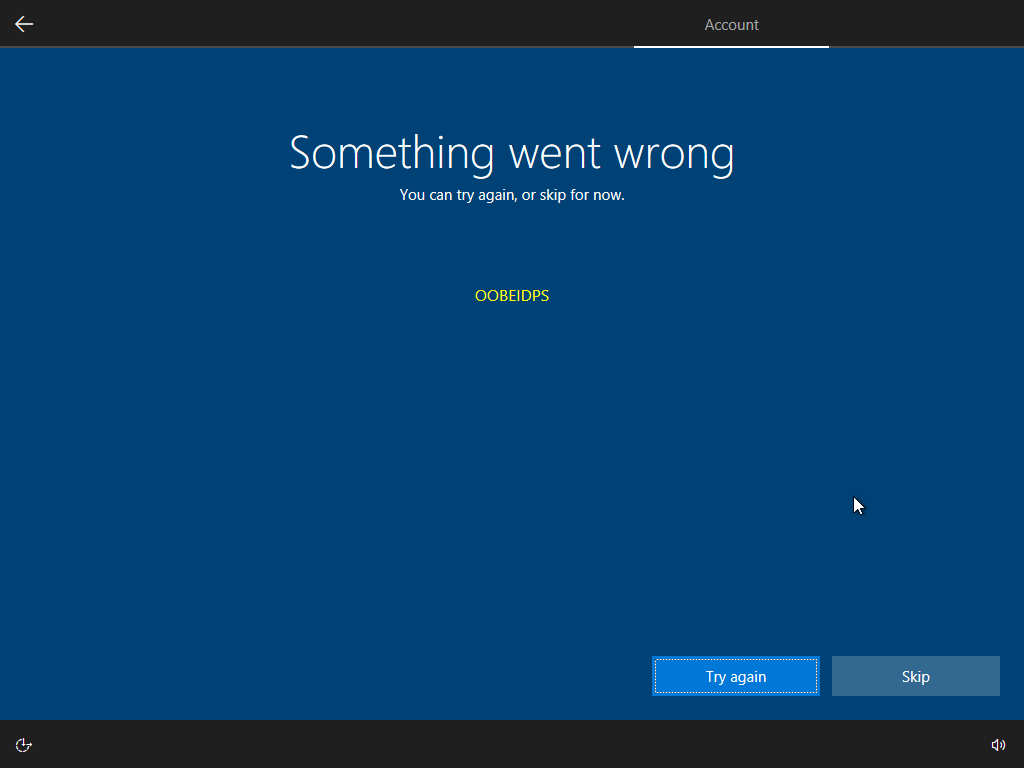 Account
Something went wrong
You can try again, or skip for now.
OOBEIDPS
Try again
Skip